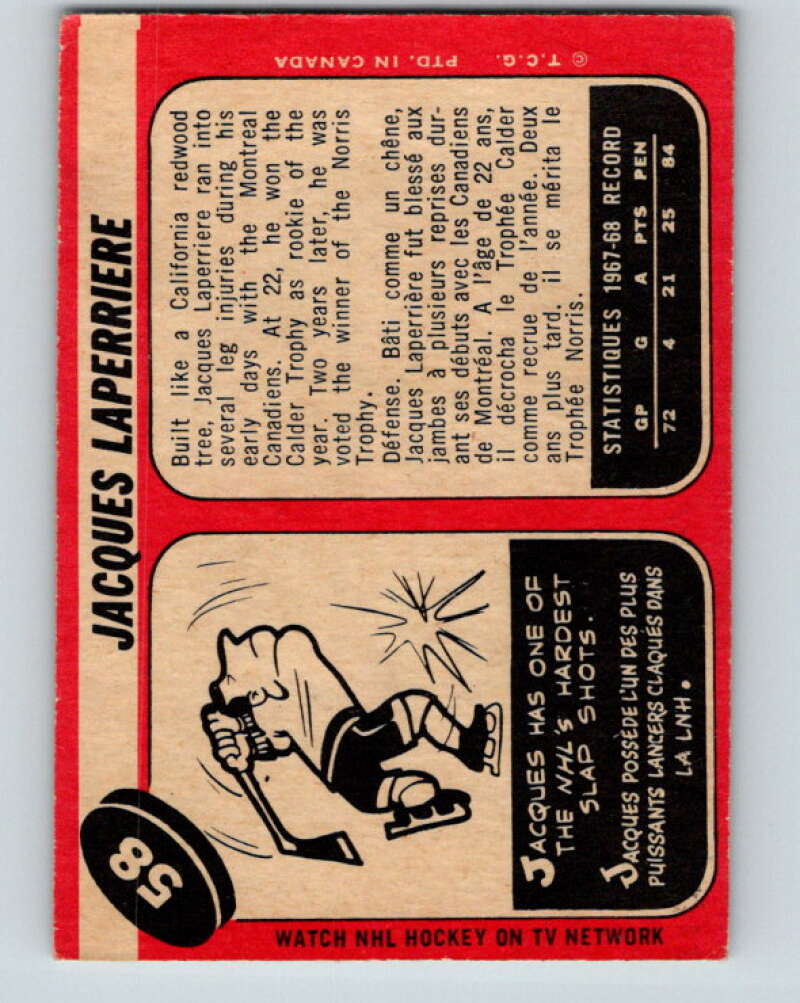 58
JACQUES LAPERRIERE
JACQUES HAS ONE OF
THE NHL'S HARDEST
SLAP SHOTS.
JACQUES POSSÈDE L'UN DES PLUS
PUISSANTS LANCERS CLAQUÉS DANS
LA LNH.
WATCH NHL HOCKEY ON TV NETWORK
Built like a California redwood
tree, Jacques Laperriere ran into
several leg injuries during his
early days with the Montreal
Canadiens. At 22, he won the
Calder Trophy as rookie of the
year. Two years later, he was
voted the winner of the Norris
Trophy.
Défense. Bâti comme un chêne,
Jacques Laperrière fut blessé aux
jambes à plusieurs reprises dur-
ant ses débuts avec les Canadiens
de Montréal. A l'âge de 22 ans,
il décrocha le Trophée Calder
comme recrue de l'année. Deux
ans plus tard, il se mérita le
Trophée Norris.
STATISTIQUES 1967-68 RECORD
GP G A PTS PEN
72 4 21 25 84
© T.C.G. PTD. IN CANADA